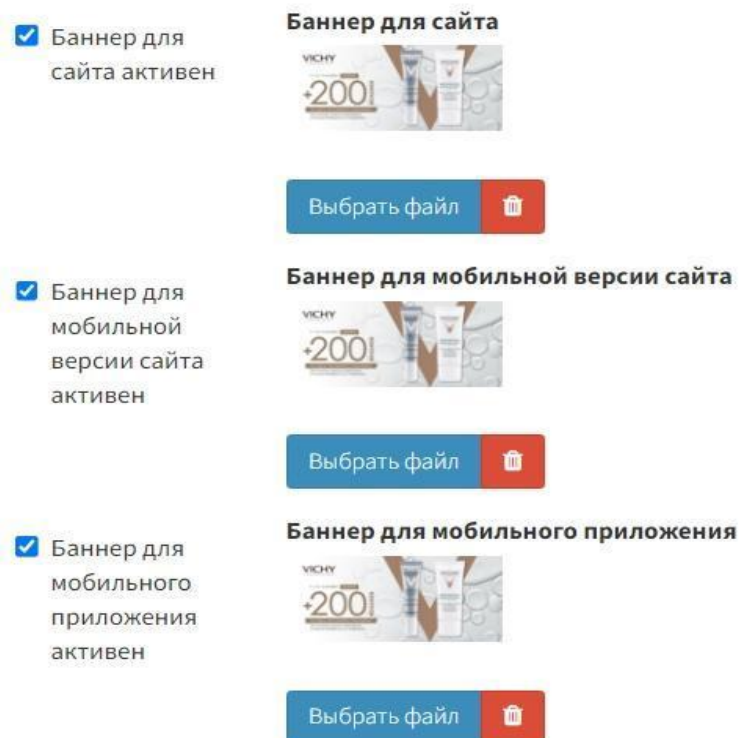 Баннер для сайта
Баннер для
сайта активен
VICHY
+200
Выбрать файл
Баннер для мобильной версии сайта
Баннер для
мобильной
версии сайта
активен
VICHY
+200
Выбрать файл
Баннер для мобильного приложения
Баннер для
мобильного
приложения
активен
VICHY
+200
Выбрать файл